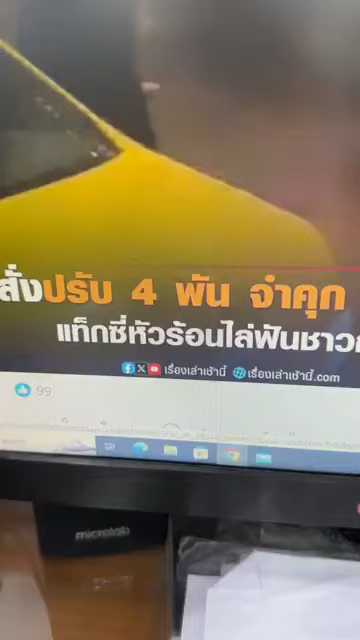 สั่งปรับ 4 พัน จำคุก
แท็กซี่หัวร้อนไล่ฟันชาว
เรื่องเล่าเช้านี้ เรื่องเล่าเช้านี้.com
99
microlab